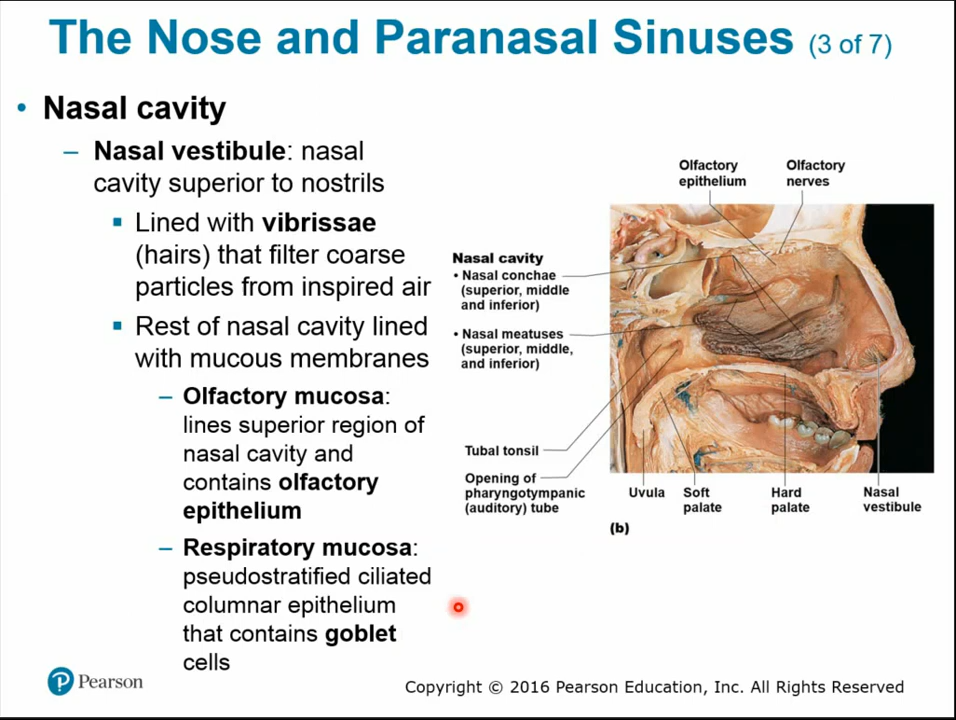 The Nose and Paranasal Sinuses (3 of 7)
• Nasal cavity
– Nasal vestibule: nasal
cavity superior to nostrils
▪ Lined with vibrissae
(hairs) that filter coarse
particles from inspired air
▪ Rest of nasal cavity lined
with mucous membranes
– Olfactory mucosa:
lines superior region of
nasal cavity and
contains olfactory
epithelium
– Respiratory mucosa:
pseudostratified ciliated
columnar epithelium
that contains goblet
cells
Olfactory
epithelium
Olfactory
nerves
Nasal cavity
• Nasal conchae
(superior, middle
and inferior)
• Nasal meatuses
(superior, middle,
and inferior)
Tubal tonsil
Opening of
pharyngotympanic
(auditory) tube
Uvula
Soft
palate
Hard
palate
Nasal
vestibule
(b)
P Pearson
Copyright © 2016 Pearson Education, Inc. All Rights Reserved